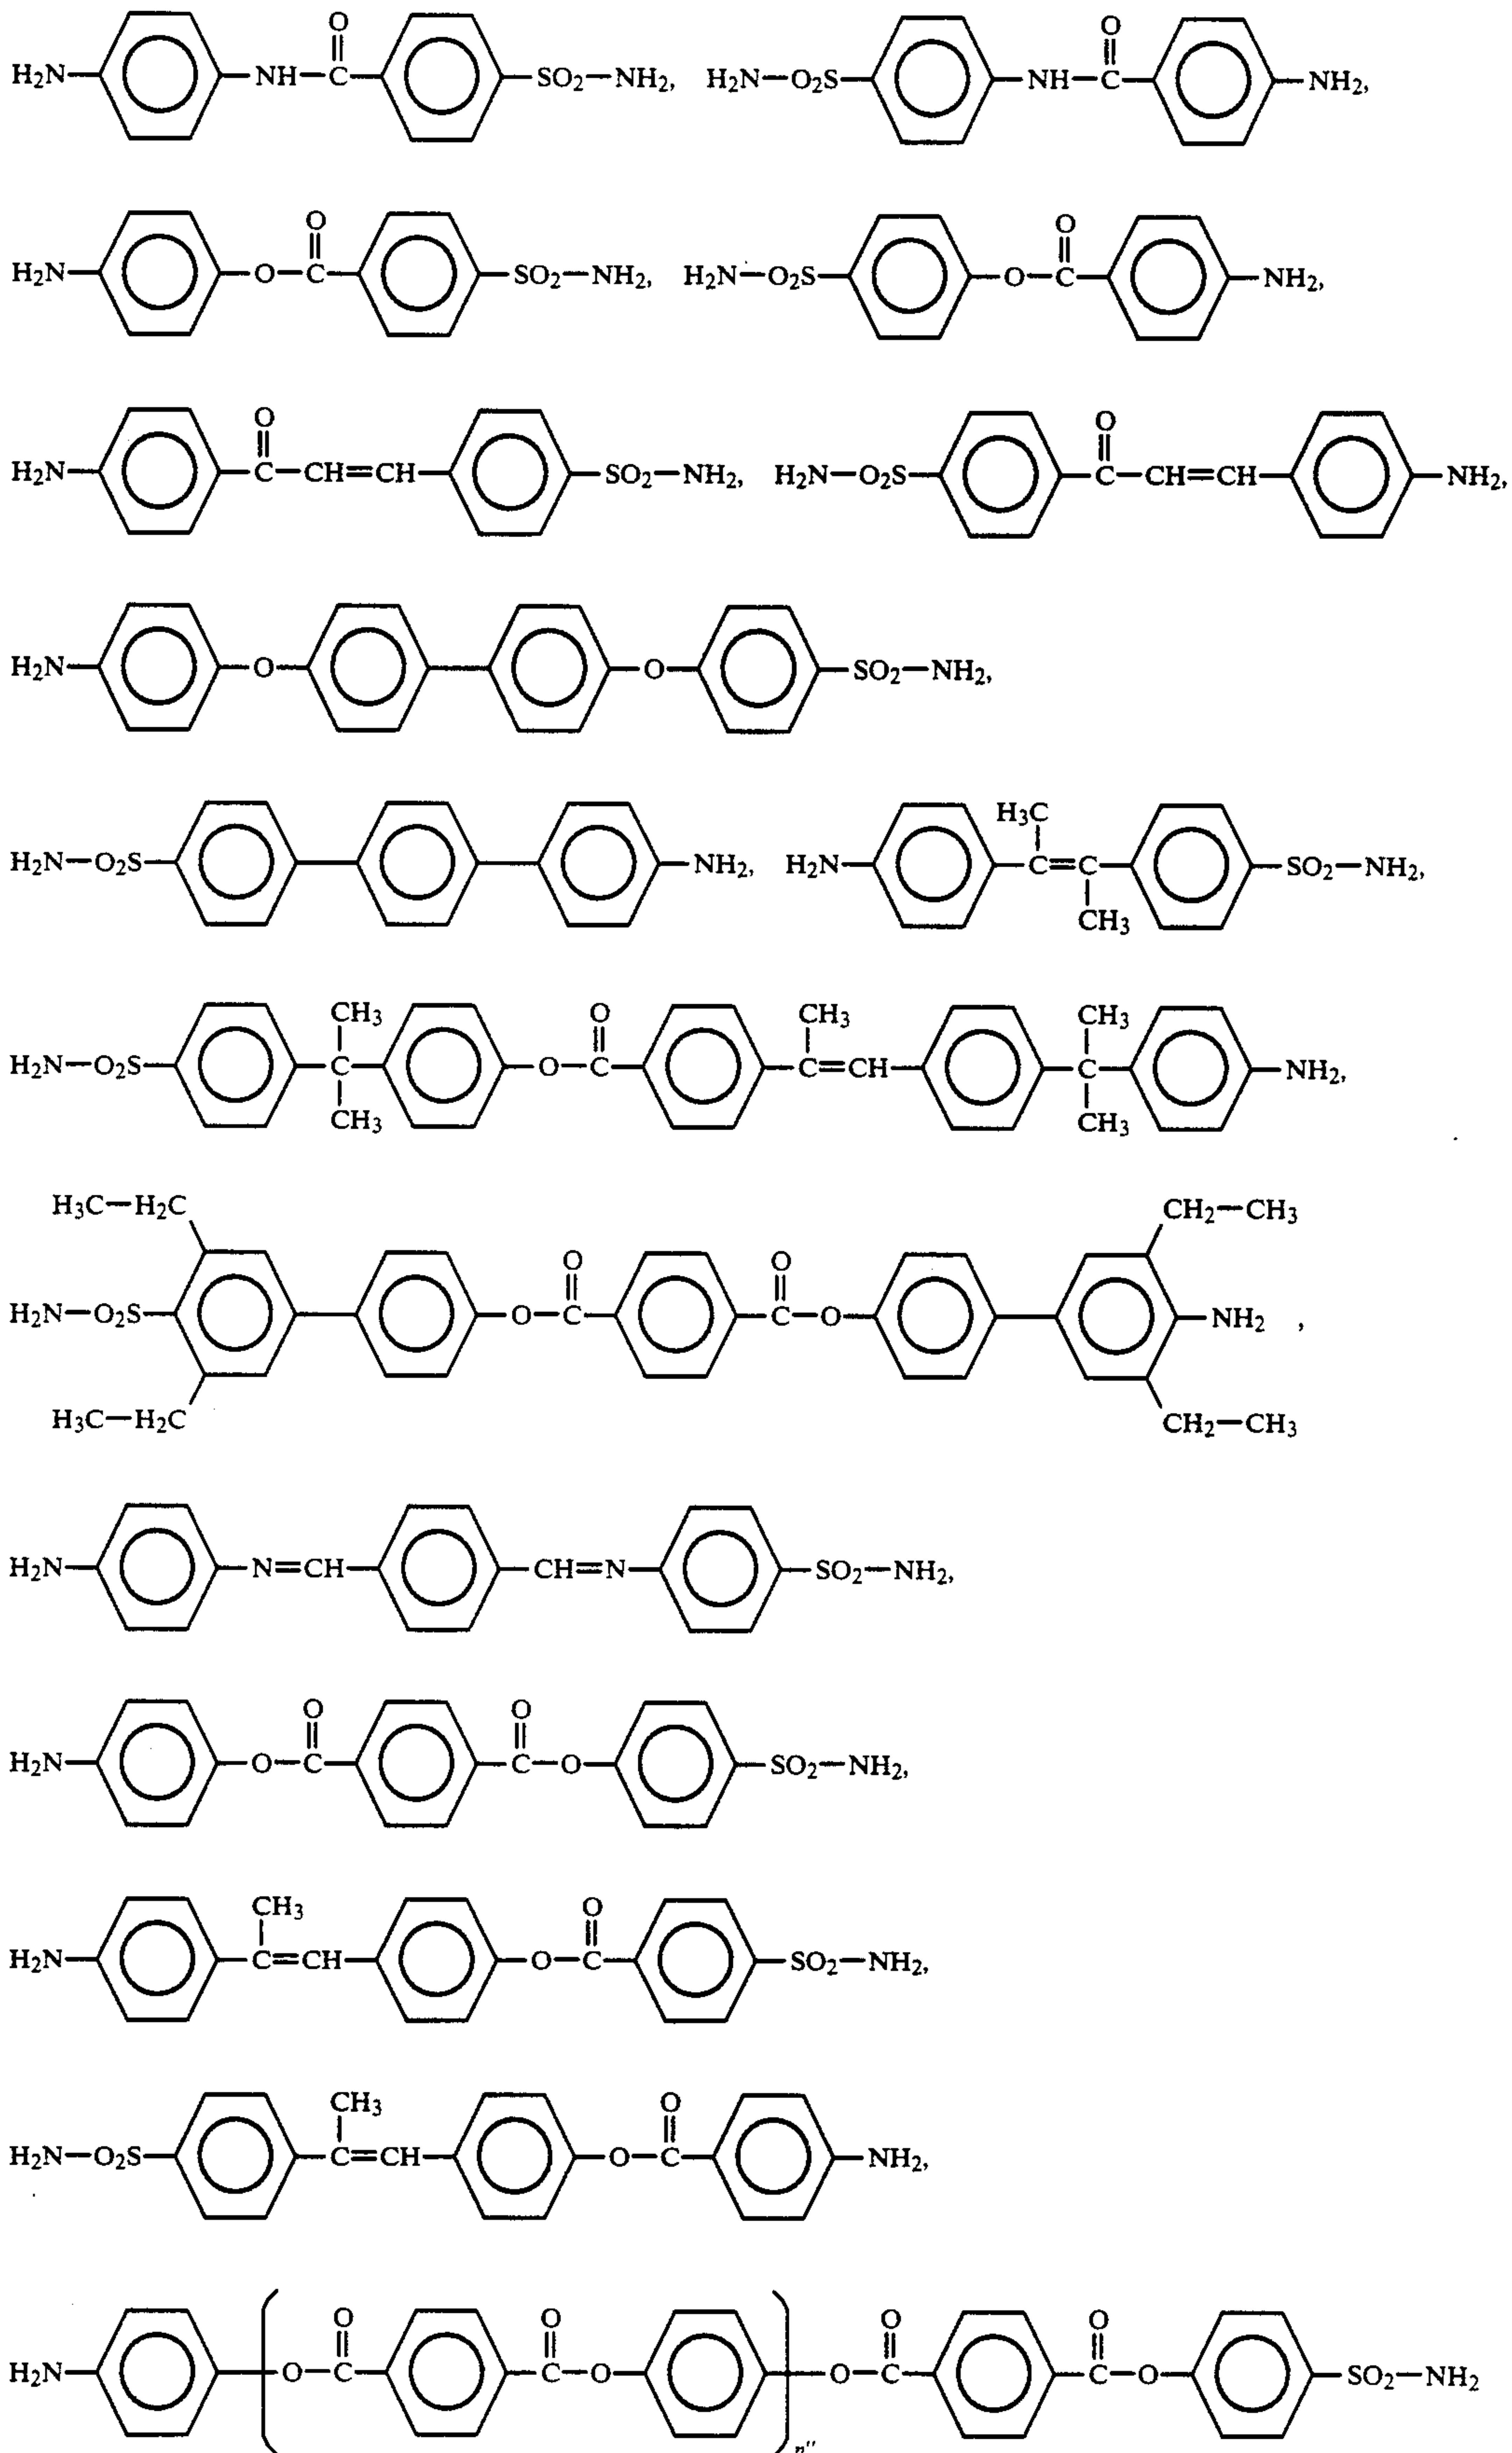 O O
H2N— —NH—C— —SO2—NH2, H2N—O2S— —NH—C— —NH2,
O O
H2N— —O—C— —SO2—NH2, H2N—O2S— —O—C— —NH2,
O O
H2N— —C—CH=CH— —SO2—NH2, H2N—O2S— —C—CH=CH— —NH2,
H2N— —O— —O— —SO2—NH2,
H3C
H2N—O2S— —NH2, H2N— —C=C— —SO2—NH2,
CH3
CH3 O CH3 CH3
H2N—O2S— —O—C— —C=CH— —NH2,
CH3 CH3
H3C—H2C CH2—CH3
O O
H2N—O2S— —O—C— —C—O— —NH2 ,
H3C—H2C CH2—CH3
H2N— —N=CH— —CH=N— —SO2—NH2,
O O
H2N— —O—C— —C—O— —SO2—NH2,
CH3 O
H2N— —C=CH— —O—C— —SO2—NH2,
CH3 O
H2N—O2S— —C=CH— —O—C— —NH2,
O O O O
H2N— —O—C— —C—O— —O—C— —C—O— —SO2—NH2
n''